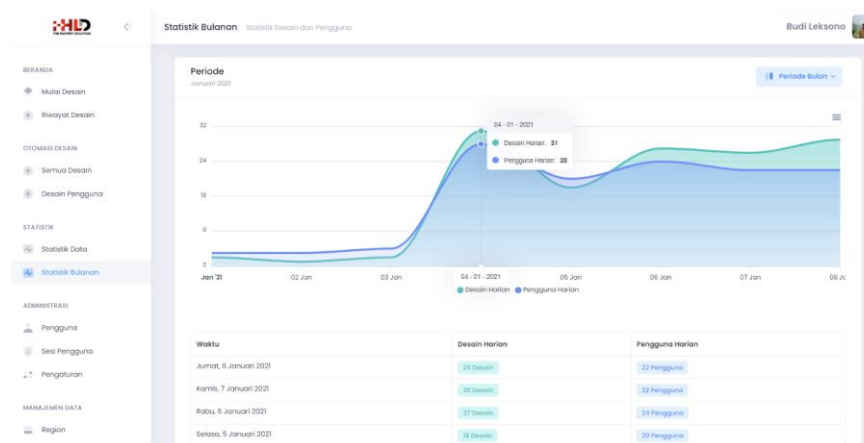 HLD
Statistik Bulanan Statistik Desain dan Pengguna
Budi Leksono
BERANDA
Mulai Desain
Riwayat Desain
OTOMASI DESAIN
Semua Desain
Desain Pengguna
STATISTIK
Statistik Data
Statistik Bulanan
ADMINISTRASI
Pengguna
Sesi Pengguna
Pengaturan
MANAJEMEN DATA
Region
Periode
Januari 2021
Periode Bulan
32
24
16
8
0
04 - 01 - 2021
Desain Harian: 31
Pengguna Harian: 28
Jan '21
02 Jan
03 Jan
04 - 01 - 2021
05 Jan
06 Jan
07 Jan
08 Ja
Desain Harian Pengguna Harian
Waktu Desain Harian Pengguna Harian
Jumat, 8 Januari 2021 29 Desain 22 Pengguna
Kamis, 7 Januari 2021 26 Desain 22 Pengguna
Rabu, 6 Januari 2021 27 Desain 24 Pengguna
Selasa, 5 Januari 2021 18 Desain 20 Pengguna